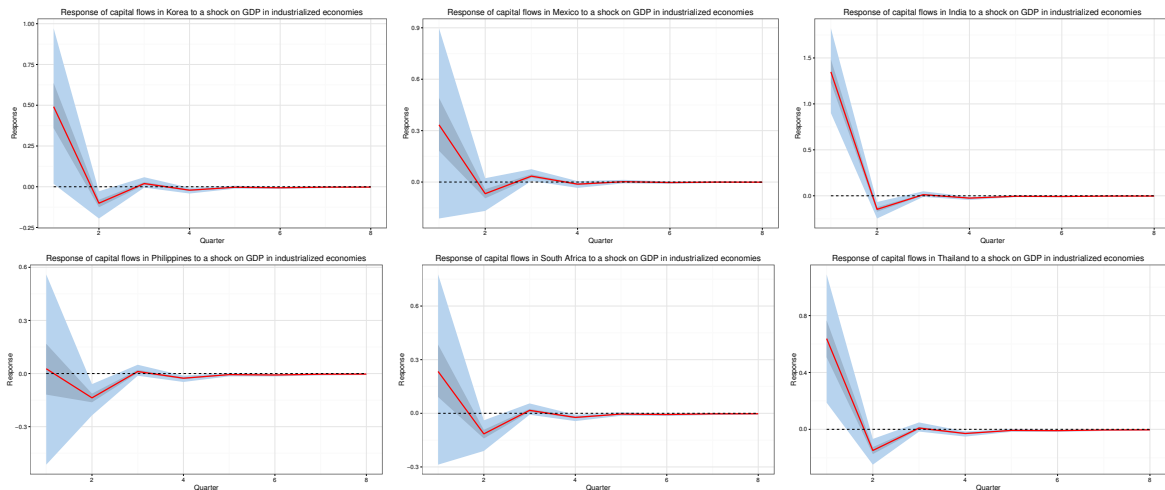 Response of capital flows in Korea to a shock on GDP in industrialized economies
1.00
0.75
0.50
0.25
0.00
−0.25
Response
2
4
6
8
Quarter
Response of capital flows in Mexico to a shock on GDP in industrialized economies
0.9
0.6
0.3
0.0
Response
2
4
6
8
Quarter
Response of capital flows in India to a shock on GDP in industrialized economies
1.5
1.0
0.5
0.0
Response
2
4
6
8
Quarter
Response of capital flows in Philippines to a shock on GDP in industrialized economies
0.6
0.3
0.0
−0.3
Response
2
4
6
8
Quarter
Response of capital flows in South Africa to a shock on GDP in industrialized economies
0.6
0.3
0.0
−0.3
Response
2
4
6
8
Quarter
Response of capital flows in Thailand to a shock on GDP in industrialized economies
0.8
0.4
0.0
Response
2
4
6
8
Quarter